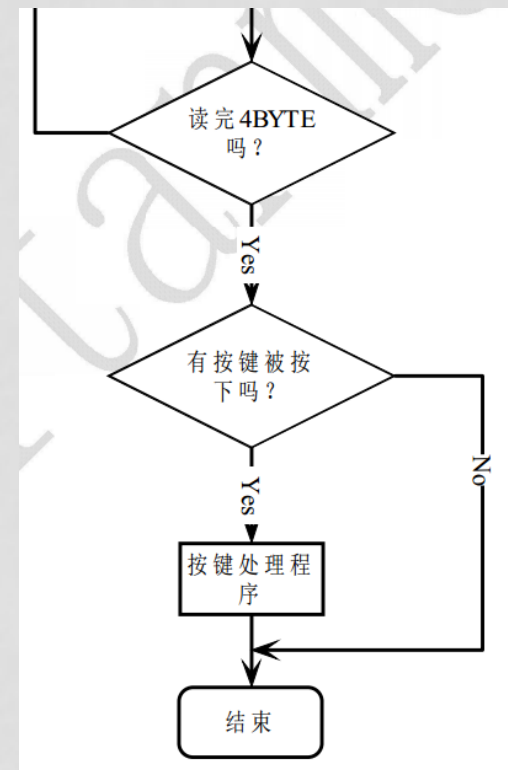 读完4BYTE
吗？
Yes
有按键被按
下吗？
No
Yes
按键处理程
序
结束